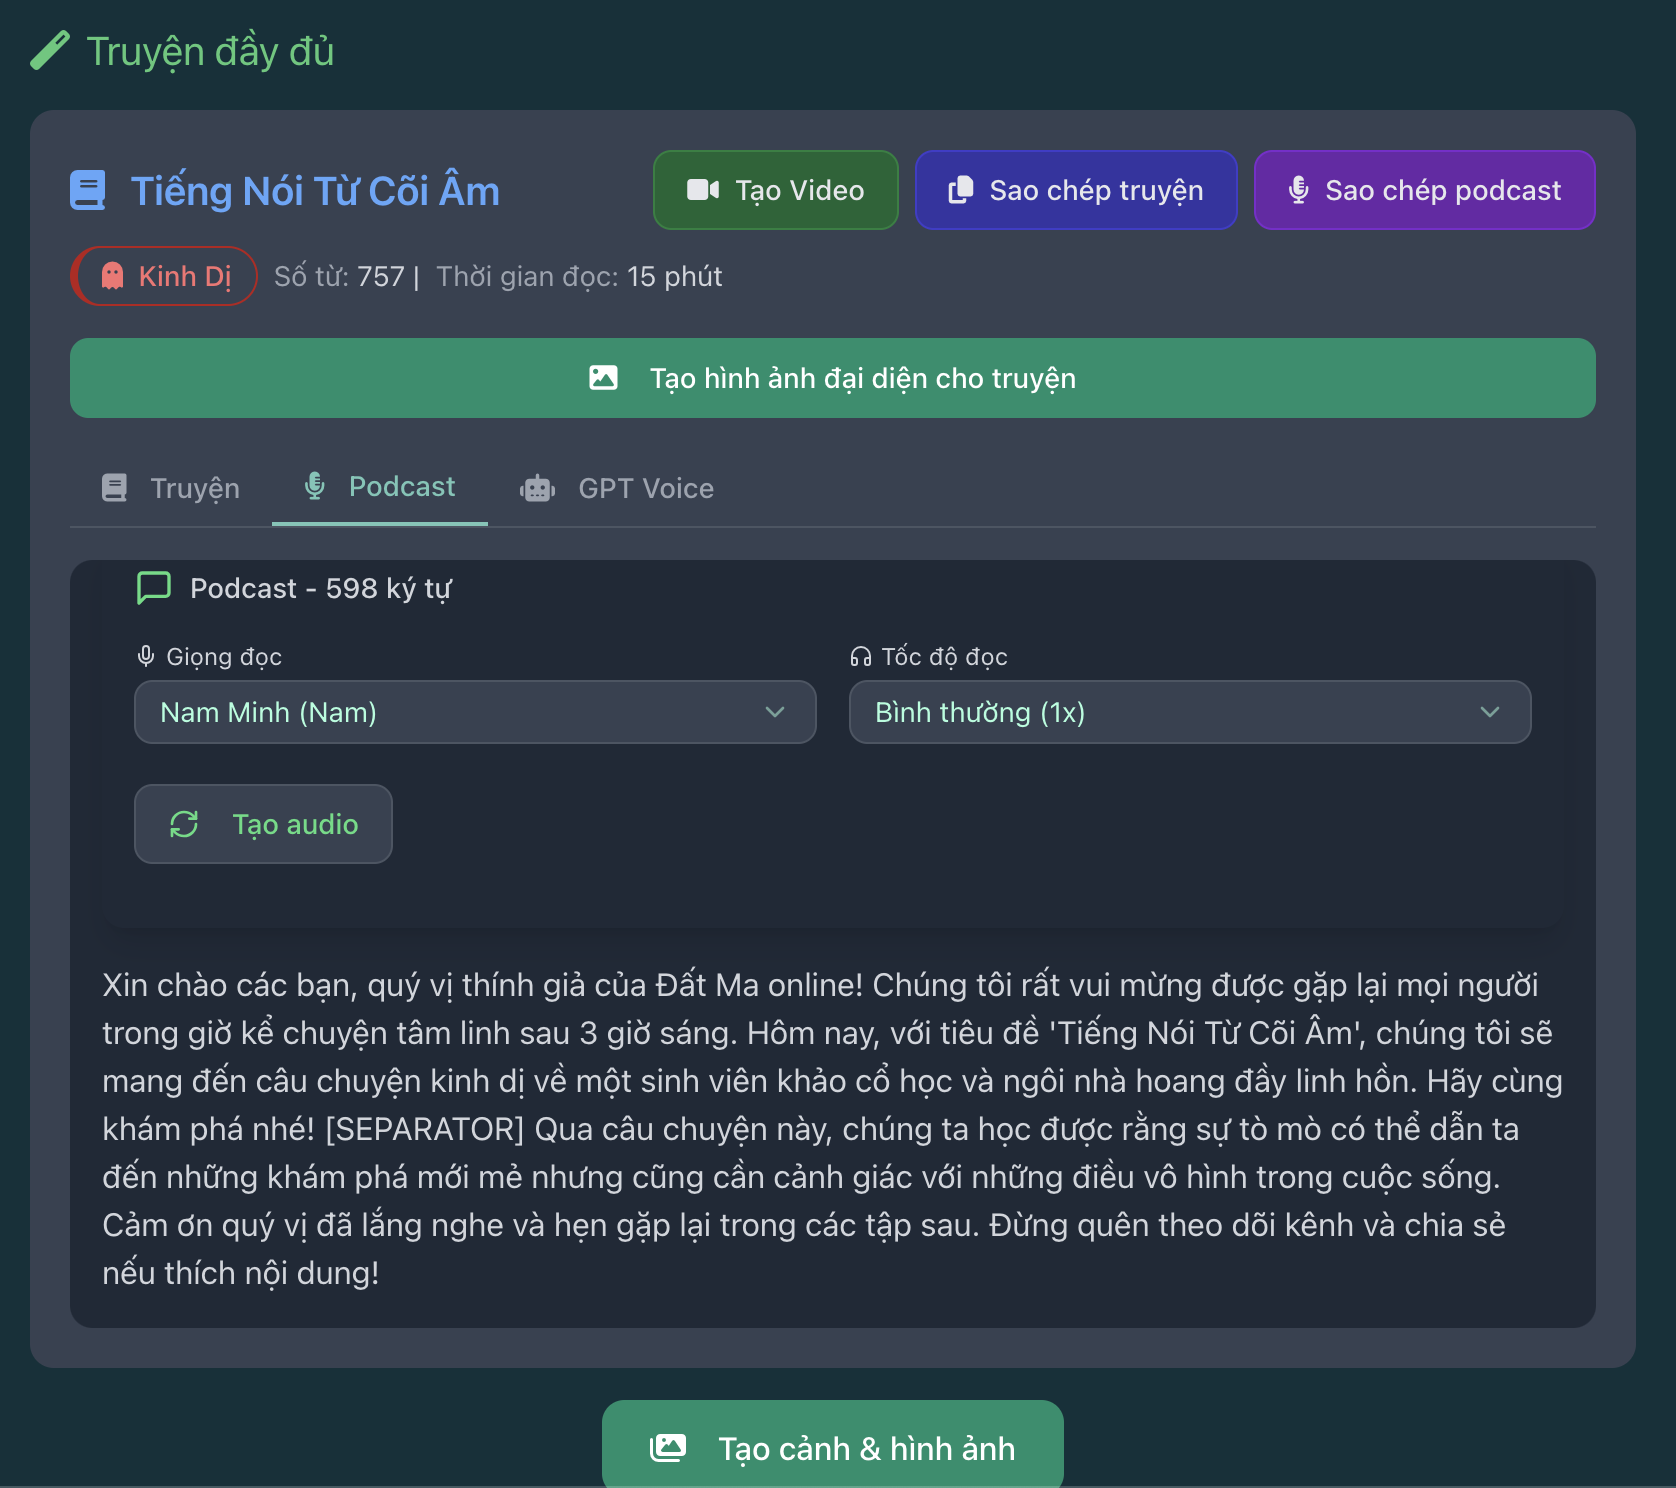 Truyện đầy đủ
Tiếng Nói Từ Cõi Âm
Tạo Video
Sao chép truyện
Sao chép podcast
Kinh Dị
Số từ: 757 | Thời gian đọc: 15 phút
Tạo hình ảnh đại diện cho truyện
Truyện
Podcast
GPT Voice
Podcast - 598 ký tự
Giọng đọc
Tốc độ đọc
Nam Minh (Nam)
Bình thường (1x)
Tạo audio
Xin chào các bạn, quý vị thính giả của Đất Ma online! Chúng tôi rất vui mừng được gặp lại mọi người
trong giờ kể chuyện tâm linh sau 3 giờ sáng. Hôm nay, với tiêu đề 'Tiếng Nói Từ Cõi Âm', chúng tôi sẽ
mang đến câu chuyện kinh dị về một sinh viên khảo cổ học và ngôi nhà hoang đầy linh hồn. Hãy cùng
khám phá nhé! [SEPARATOR] Qua câu chuyện này, chúng ta học được rằng sự tò mò có thể dẫn ta
đến những khám phá mới mẻ nhưng cũng cần cảnh giác với những điều vô hình trong cuộc sống.
Cảm ơn quý vị đã lắng nghe và hẹn gặp lại trong các tập sau. Đừng quên theo dõi kênh và chia sẻ
nếu thích nội dung!
Tạo cảnh & hình ảnh